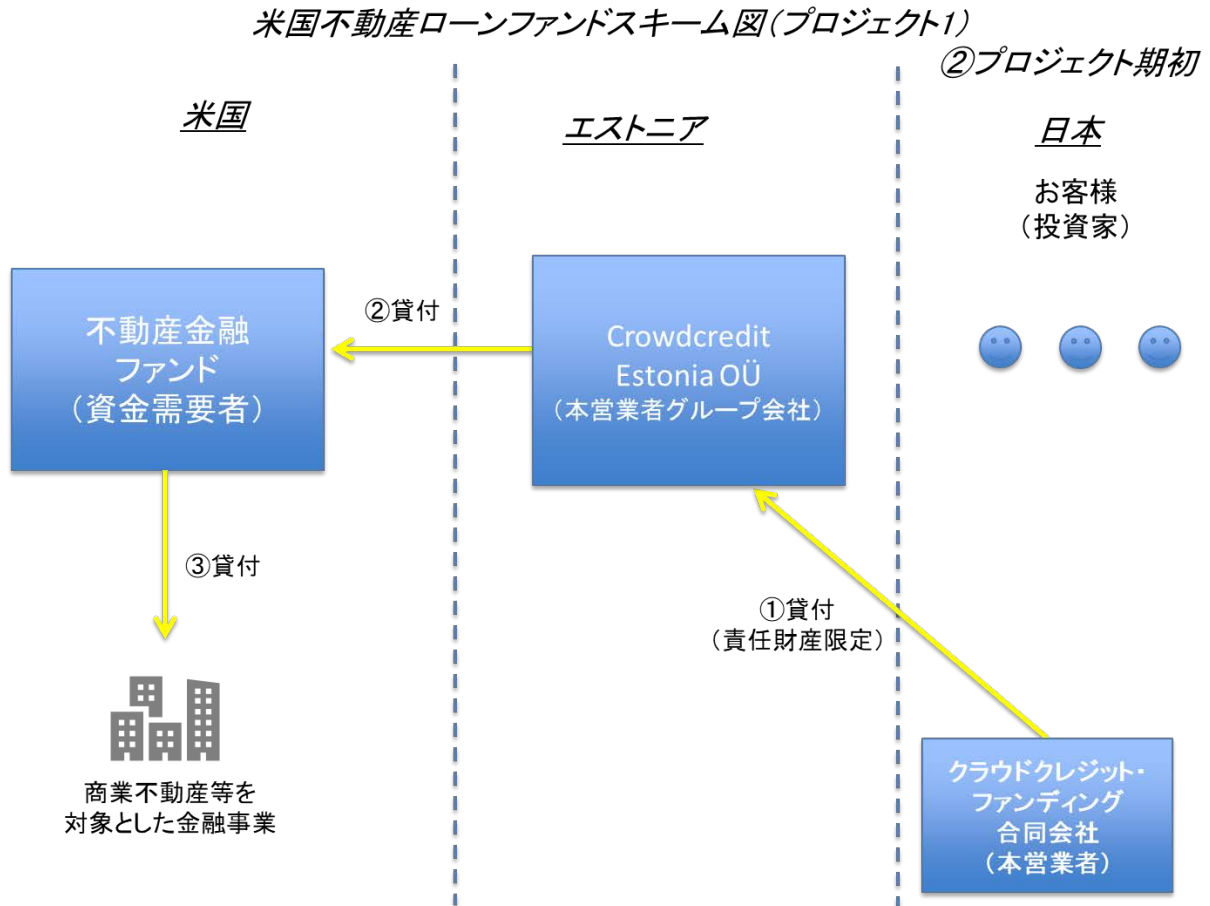 米国不動産ローンファンドスキーム図(プロジェクト1)
②プロジェクト期初
米国
エストニア
日本
お客様
（投資家）
不動産金融
ファンド
（資金需要者）
②貸付
Crowdcredit
Estonia OÜ
（本営業者グループ会社）
③貸付
①貸付
（責任財産限定）
商業不動産等を
対象とした金融事業
クラウドクレジット・
ファンディング
合同会社
（本営業者）